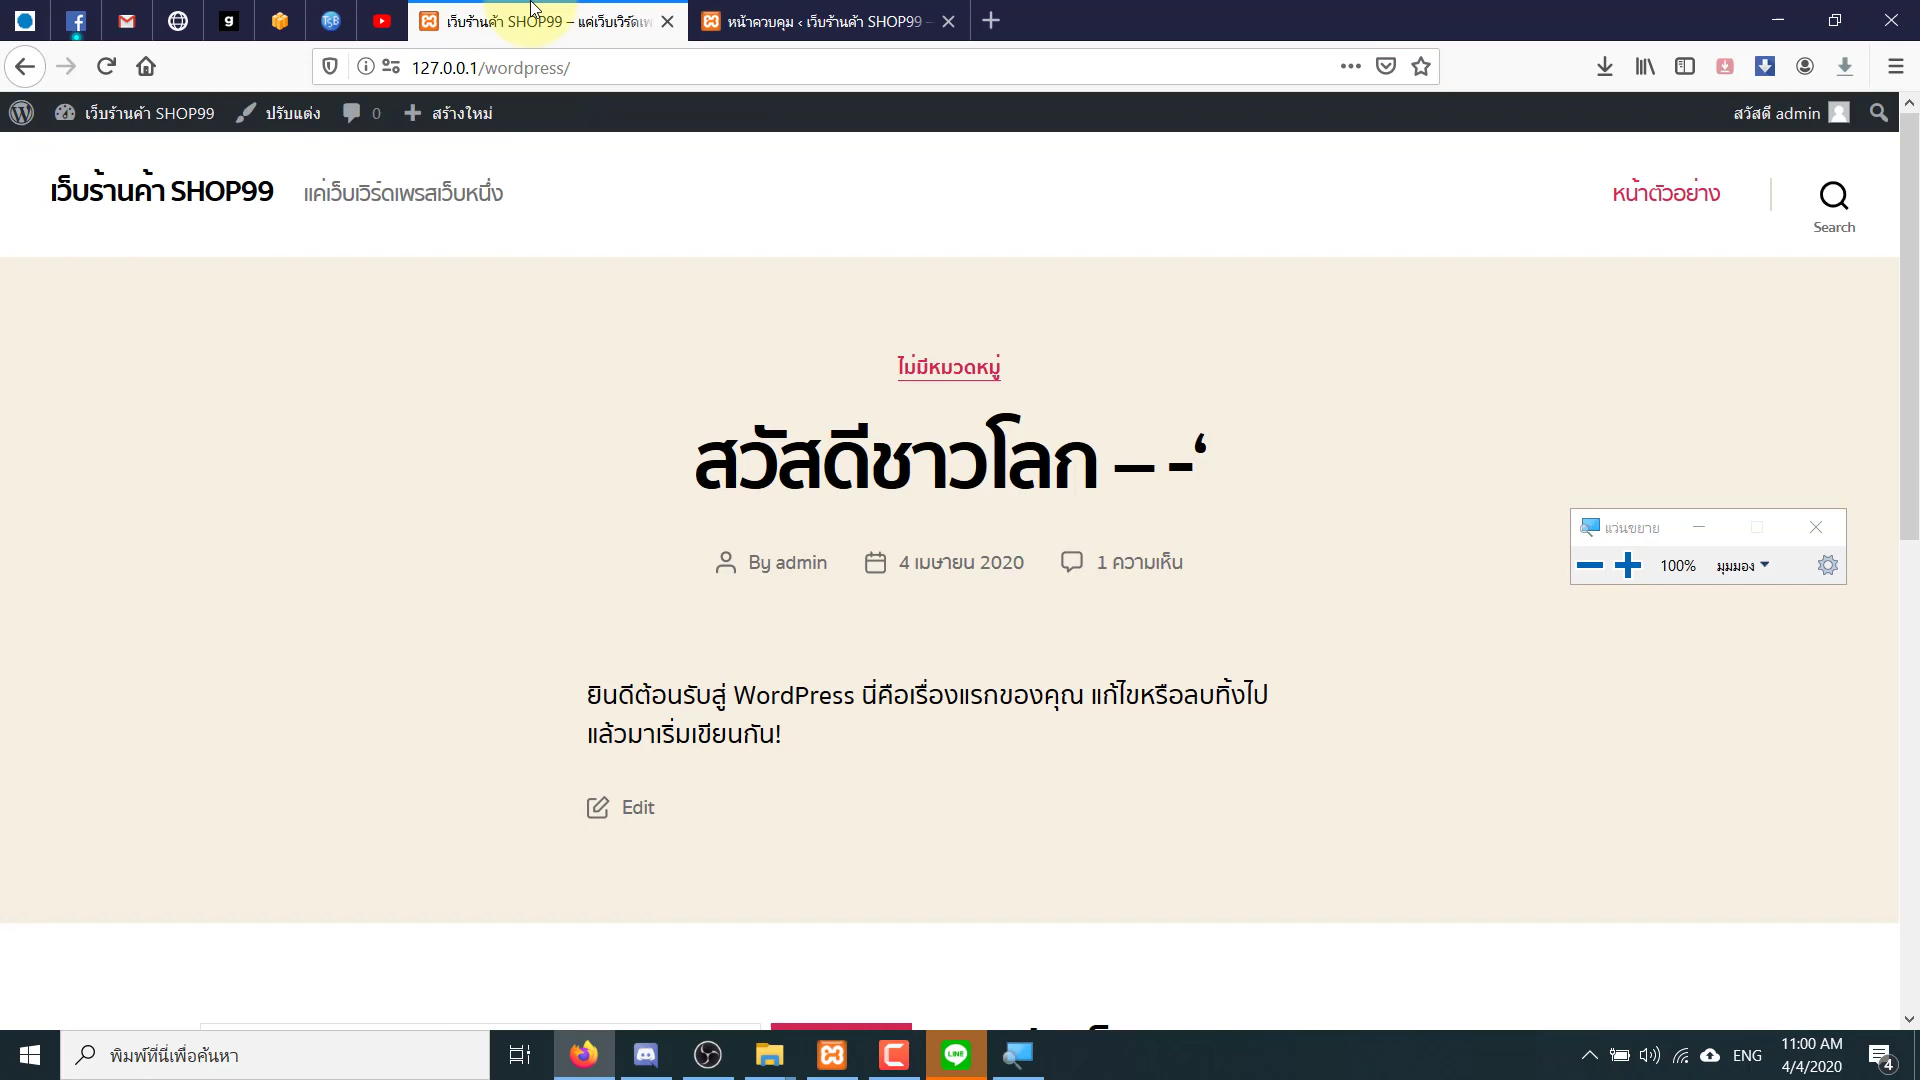 เว็บร้านค้า SHOP99 – แค่เว็บเวิร์ดเพ
หน้าควบคุม ‹ เว็บร้านค้า SHOP99 –
127.0.0.1/wordpress/
เว็บร้านค้า SHOP99
ปรับแต่ง
0
สร้างใหม่
สวัสดี admin
เว็บร้านค้า SHOP99
แค่เว็บเวิร์ดเพรสเว็บหนึ่ง
หน้าตัวอย่าง
Search
ไม่มีหมวดหมู่
สวัสดีชาวโลก – -‘
By admin
4 เมษายน 2020
1 ความเห็น
แว่นขยาย
100%
มุมมอง
ยินดีต้อนรับสู่ WordPress นี่คือเรื่องแรกของคุณ แก้ไขหรือลบทิ้งไป
แล้วมาเริ่มเขียนกัน!
Edit
พิมพ์ที่นี่เพื่อค้นหา
LINE
ENG
11:00 AM
4/4/2020
4